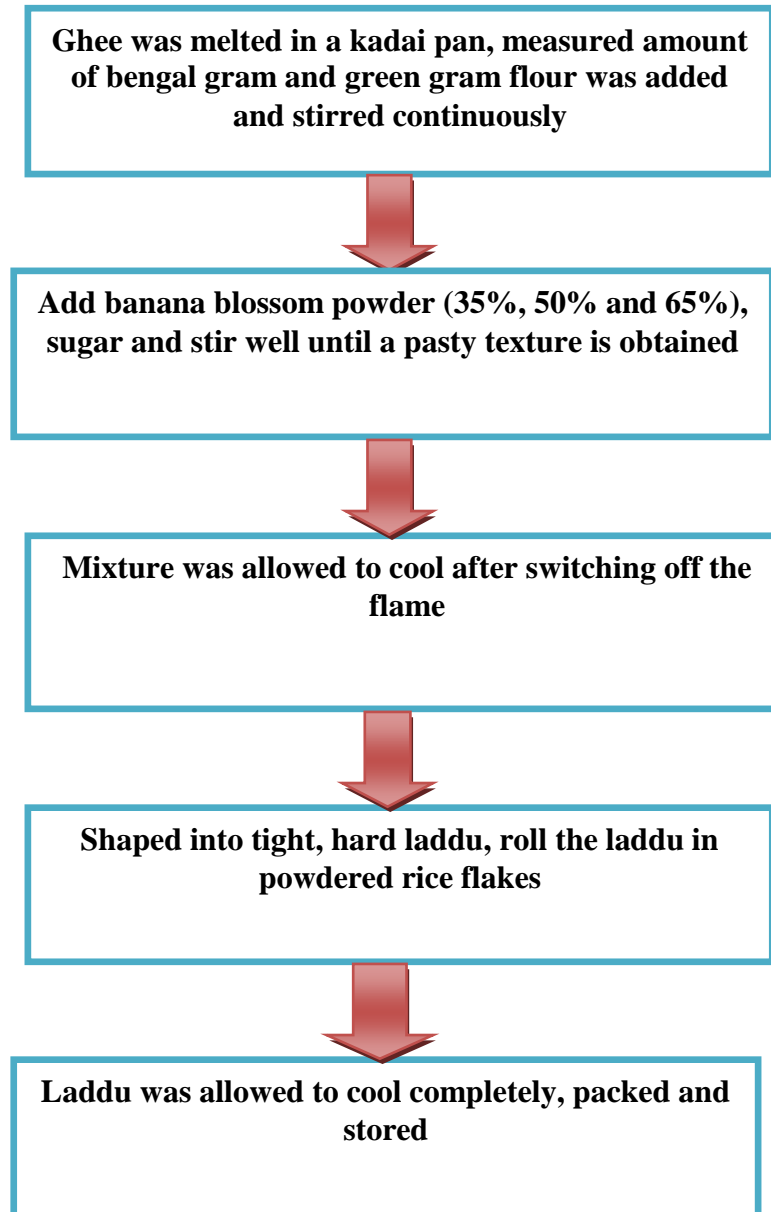 Ghee was melted in a kadai pan, measured amount
of bengal gram and green gram flour was added
and stirred continuously
Add banana blossom powder (35%, 50% and 65%),
sugar and stir well until a pasty texture is obtained
Mixture was allowed to cool after switching off the
flame
Shaped into tight, hard laddu, roll the laddu in
powdered rice flakes
Laddu was allowed to cool completely, packed and
stored